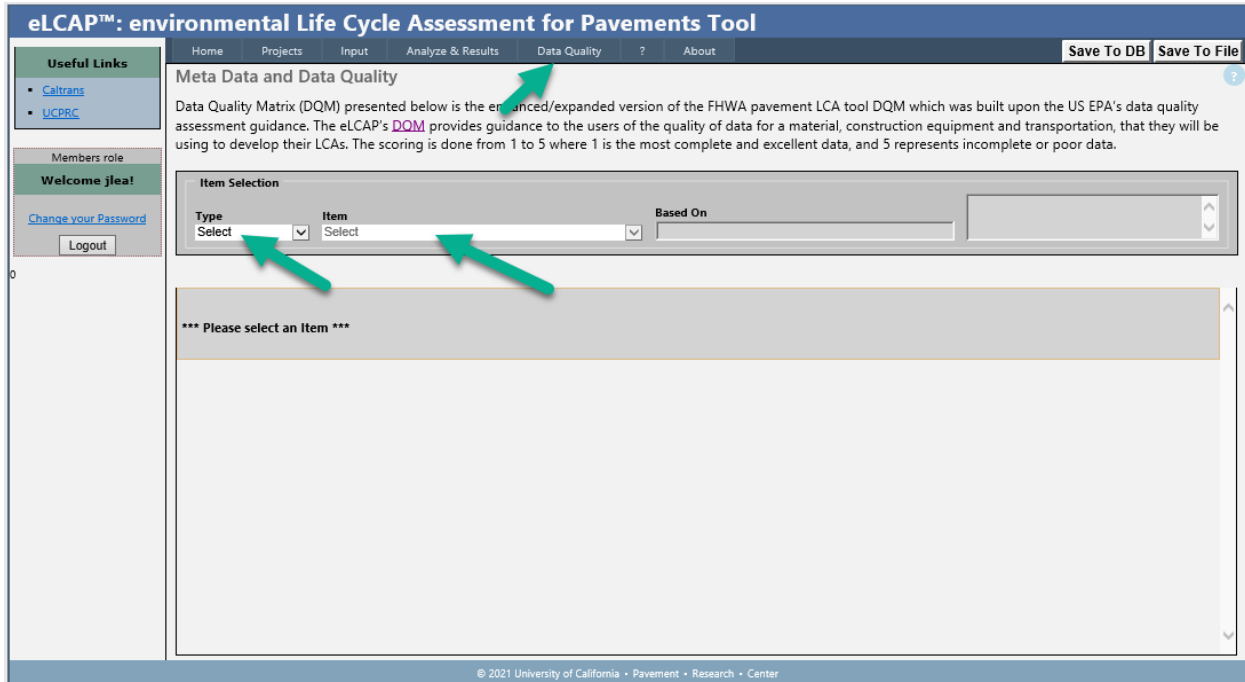 eLCAP™: environmental Life Cycle Assessment for Pavements Tool
Home Projects Input Analyze & Results Data Quality ? About Save To DB Save To File
Useful Links
Caltrans
UCPRC
Members role
Welcome jlea!
Change your Password
Logout
0
Meta Data and Data Quality
?
Data Quality Matrix (DQM) presented below is the enhanced/expanded version of the FHWA pavement LCA tool DQM which was built upon the US EPA's data quality
assessment guidance. The eLCAP's DQM provides guidance to the users of the quality of data for a material, construction equipment and transportation, that they will be
using to develop their LCAs. The scoring is done from 1 to 5 where 1 is the most complete and excellent data, and 5 represents incomplete or poor data.
Item Selection
Type Item Based On
Select Select
*** Please select an Item ***
© 2021 University of California • Pavement • Research • Center